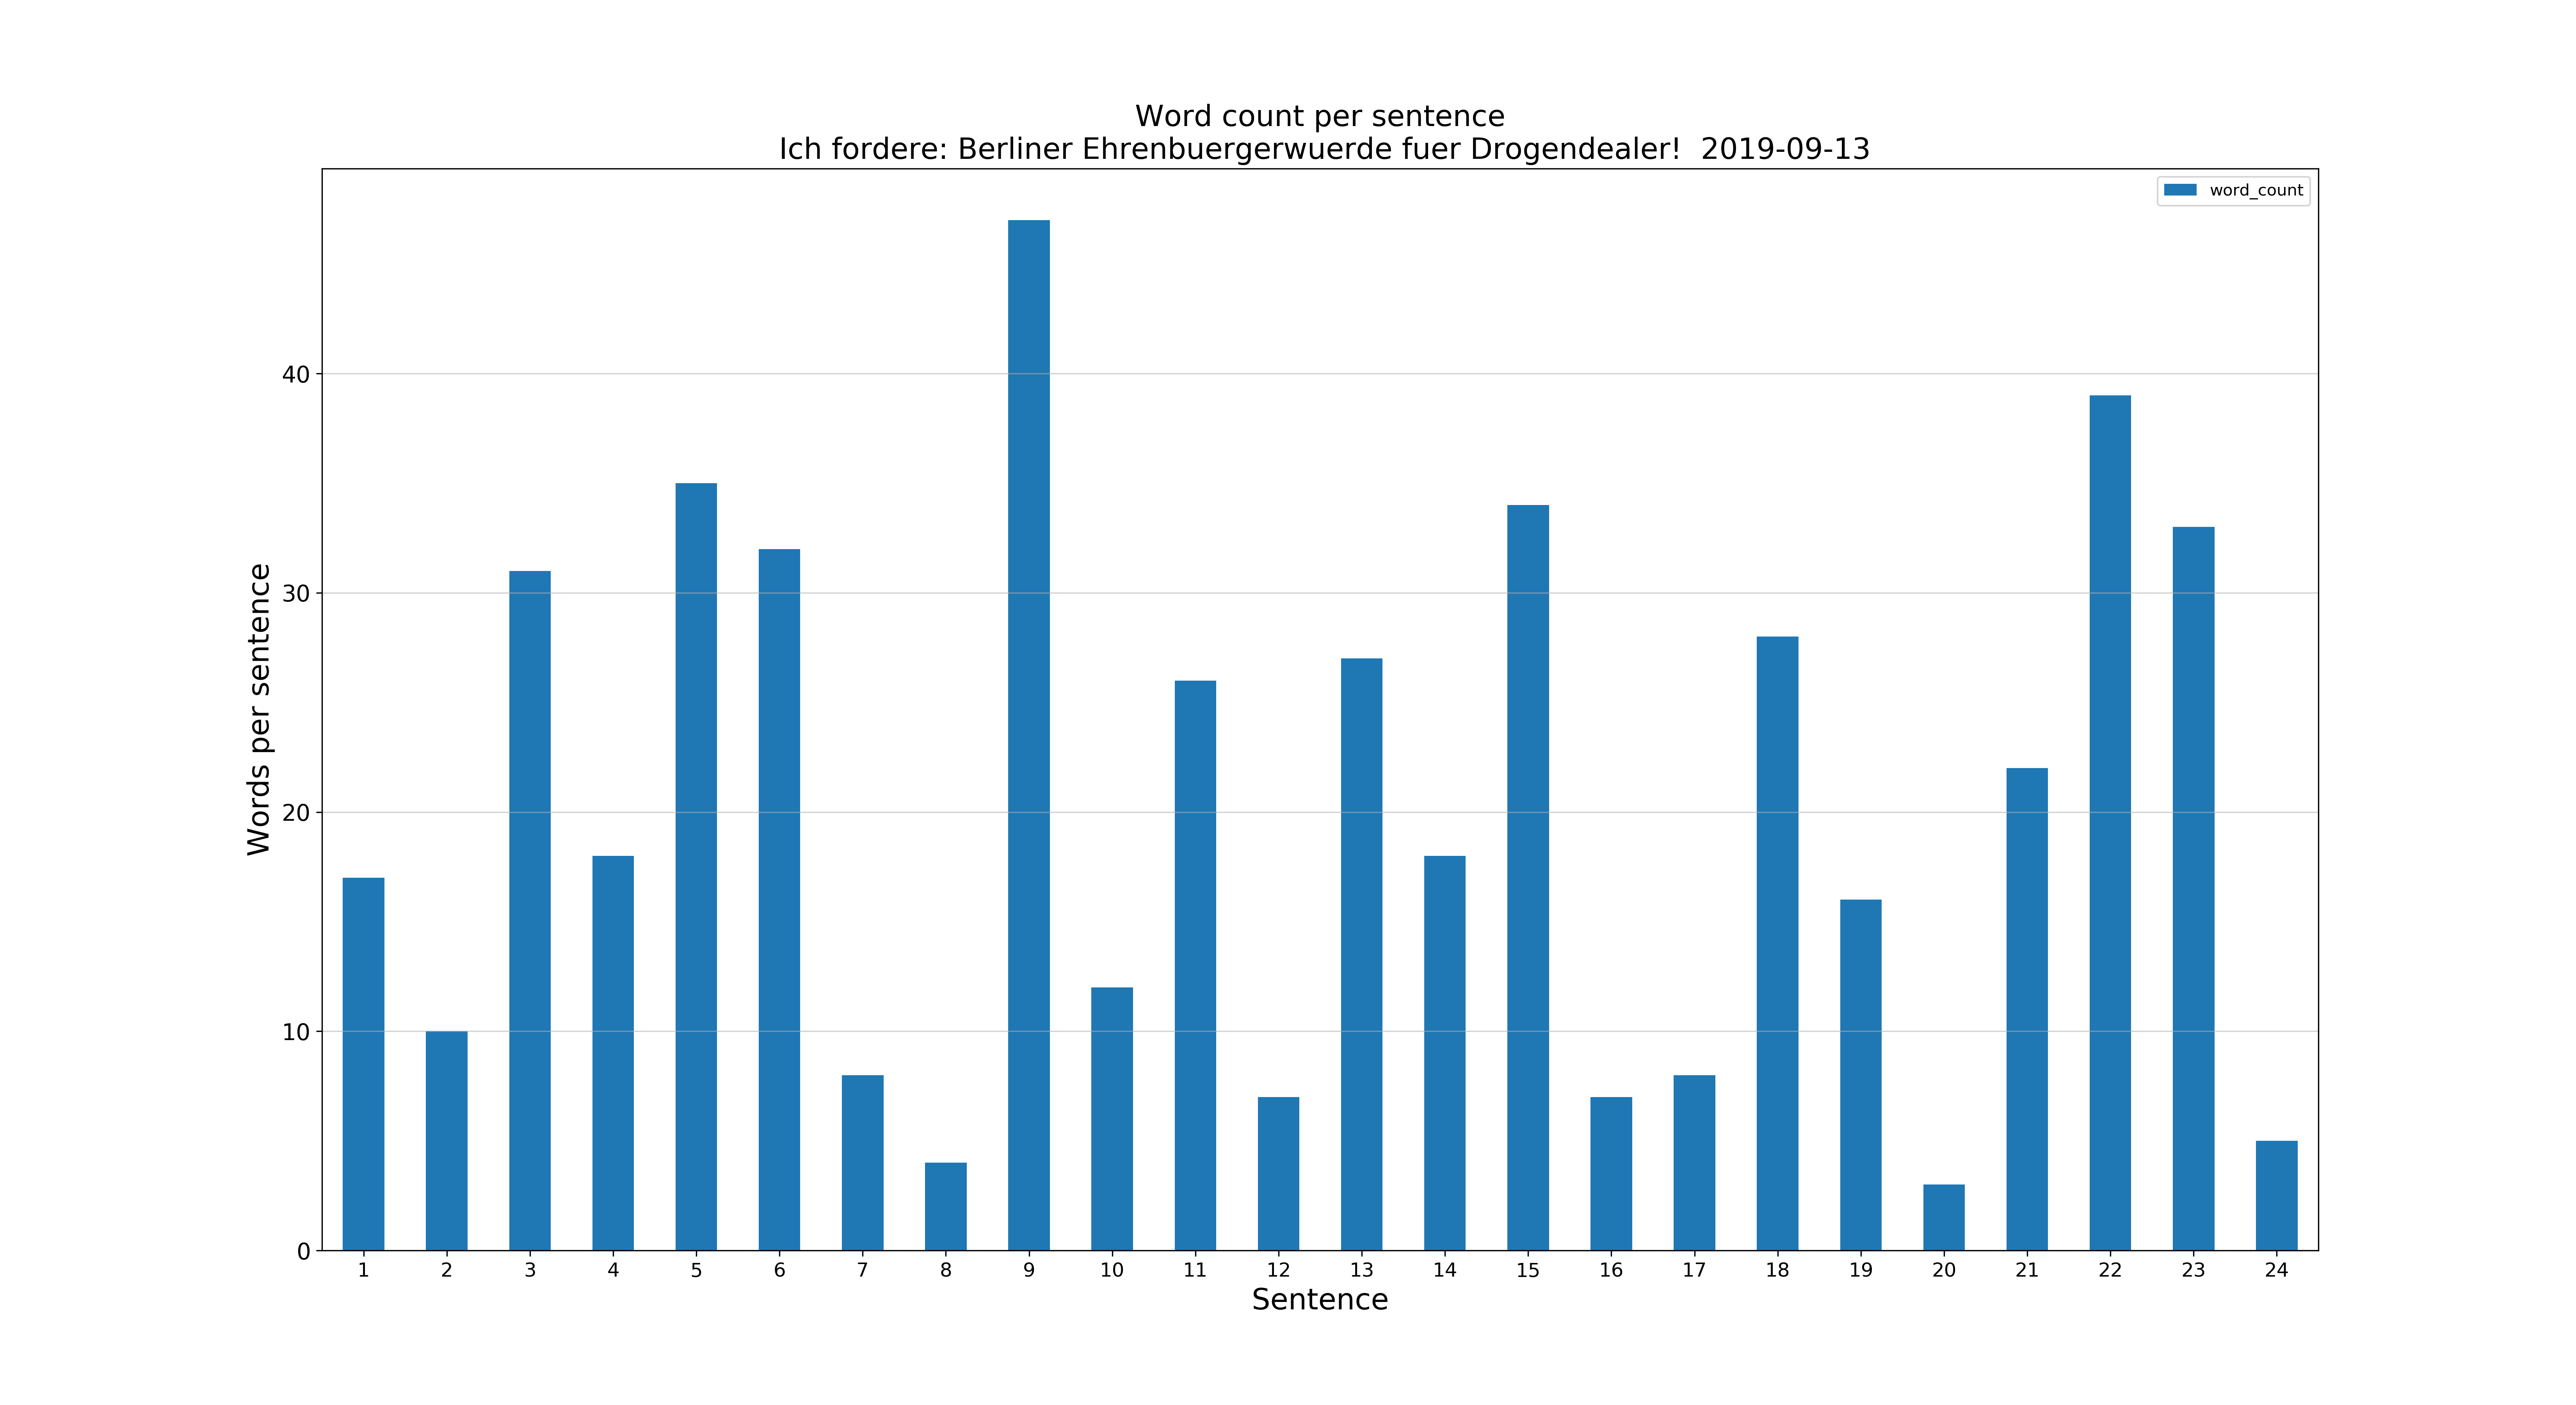 Word count per sentence
Ich fordere: Berliner Ehrenbuergerwuerde fuer Drogendealer!  2019-09-13
word_count
Words per sentence
40
30
20
10
0
1 2 3 4 5 6 7 8 9 10 11 12 13 14 15 16 17 18 19 20 21 22 23 24
Sentence